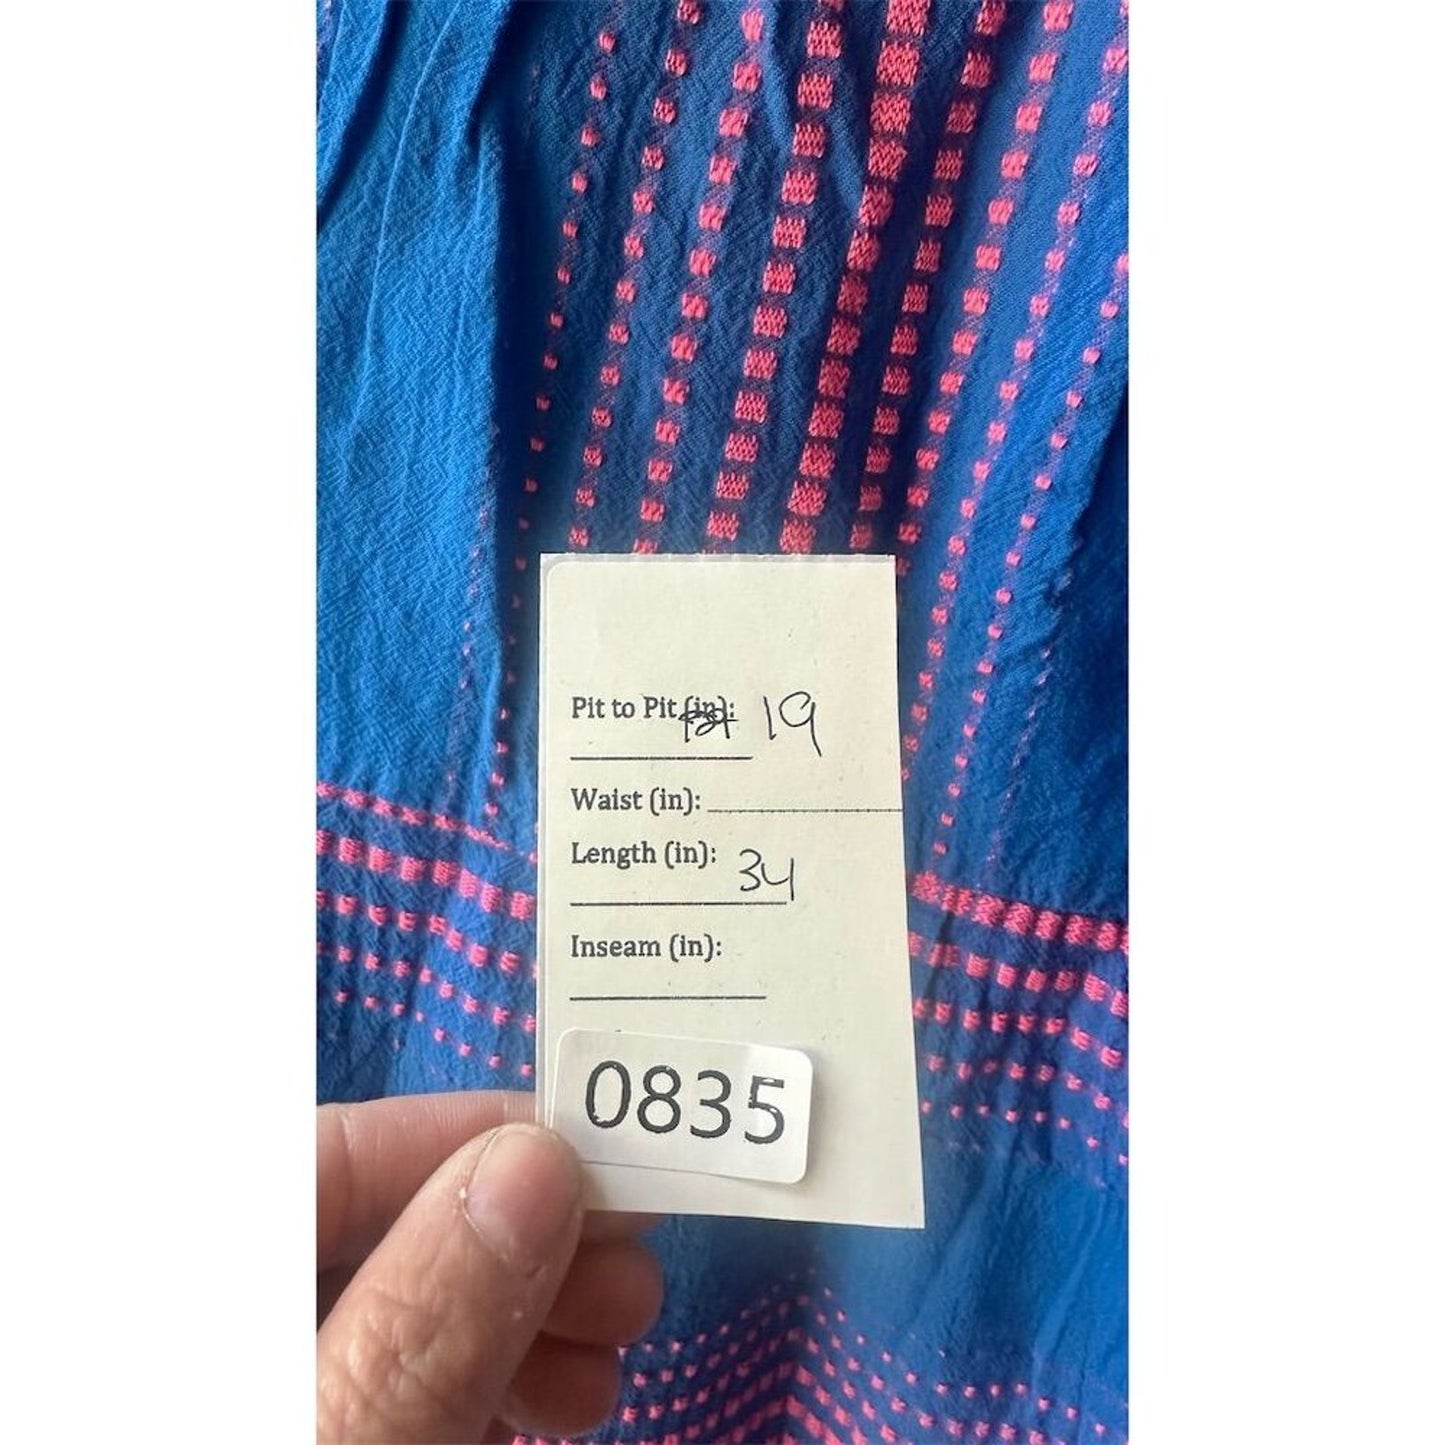 Pit to Pit (in): 19
Waist (in):
Length (in): 34
Inseam (in):
0835